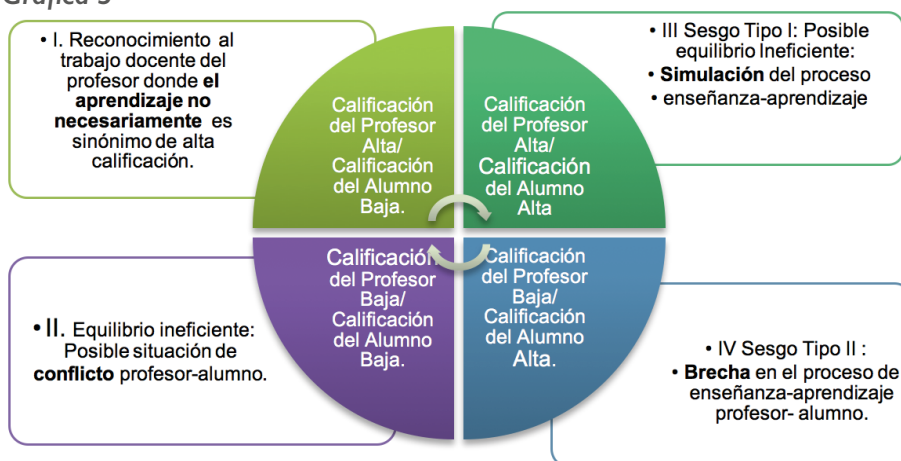 • I. Reconocimiento al
trabajo docente del
profesor donde el
aprendizaje no
necesariamente es
sinónimo de alta
calificación.
Calificación
del Profesor
Alta/
Calificación
del Alumno
Baja.
Calificación
del Profesor
Alta/
Calificación
del Alumno
Alta
• III Sesgo Tipo I: Posible
equilibrio Ineficiente:
• Simulación del proceso
• enseñanza-aprendizaje
• II. Equilibrio ineficiente:
Posible situación de
conflicto profesor-alumno.
Calificación
del Profesor
Baja/
Calificación
del Alumno
Baja.
Calificación
del Profesor
Baja/
Calificación
del Alumno
Alta.
• IV Sesgo Tipo II :
• Brecha en el proceso de
enseñanza-aprendizaje
profesor- alumno.